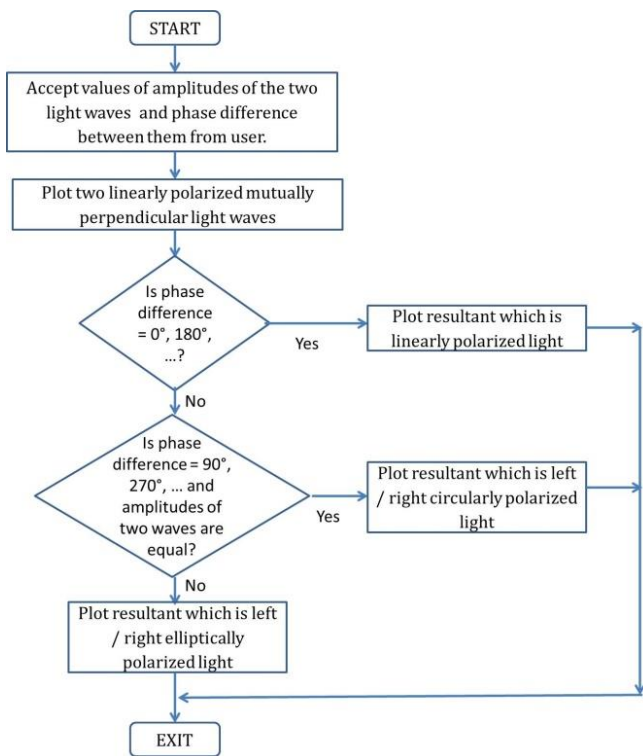 START
Accept values of amplitudes of the two
light waves and phase difference
between them from user.
Plot two linearly polarized mutually
perpendicular light waves
Is phase
difference
= 0°, 180°,
...?
Yes
Plot resultant which is
linearly polarized light
No
Is phase
difference = 90°,
270°, ... and
amplitudes of
two waves are
equal?
Yes
Plot resultant which is left
/ right circularly polarized
light
No
Plot resultant which is left
/ right elliptically
polarized light
EXIT